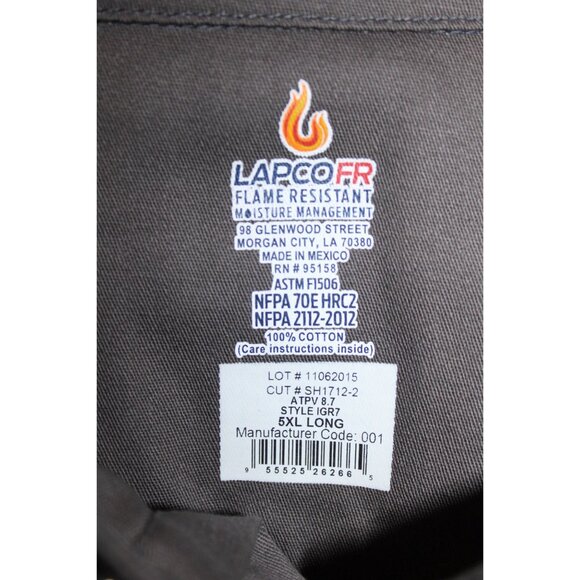 LAPCOFR
FLAME RESISTANT
MOISTURE MANAGEMENT
98 GLENWOOD STREET
MORGAN CITY, LA 70380
MADE IN MEXICO
RN # 95158
ASTM F1506
NFPA 70E HRC2
NFPA 2112-2012
100% COTTON
(Care instructions inside)
LOT # 11062015
CUT # SH1712-2
ATPV 8.7
STYLE IGR7
5XL LONG
Manufacturer Code: 001
9 55525 26266 5